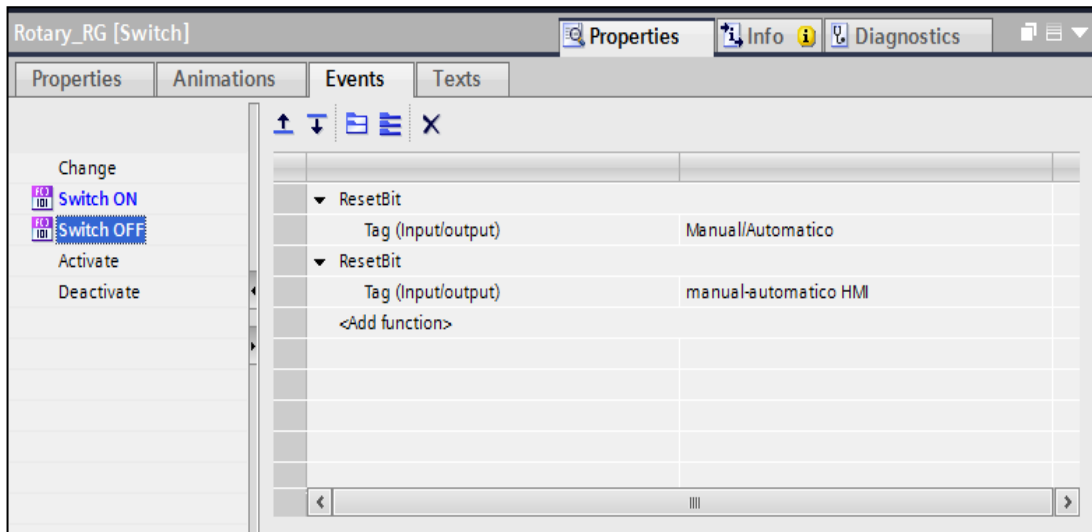 Rotary_RG [Switch] Properties Info Diagnostics
Properties Animations Events Texts
Change
Switch ON
Switch OFF
Activate
Deactivate
ResetBit
Tag (Input/output) Manual/Automatico
ResetBit
Tag (Input/output) manual-automatico HMI
<Add function>